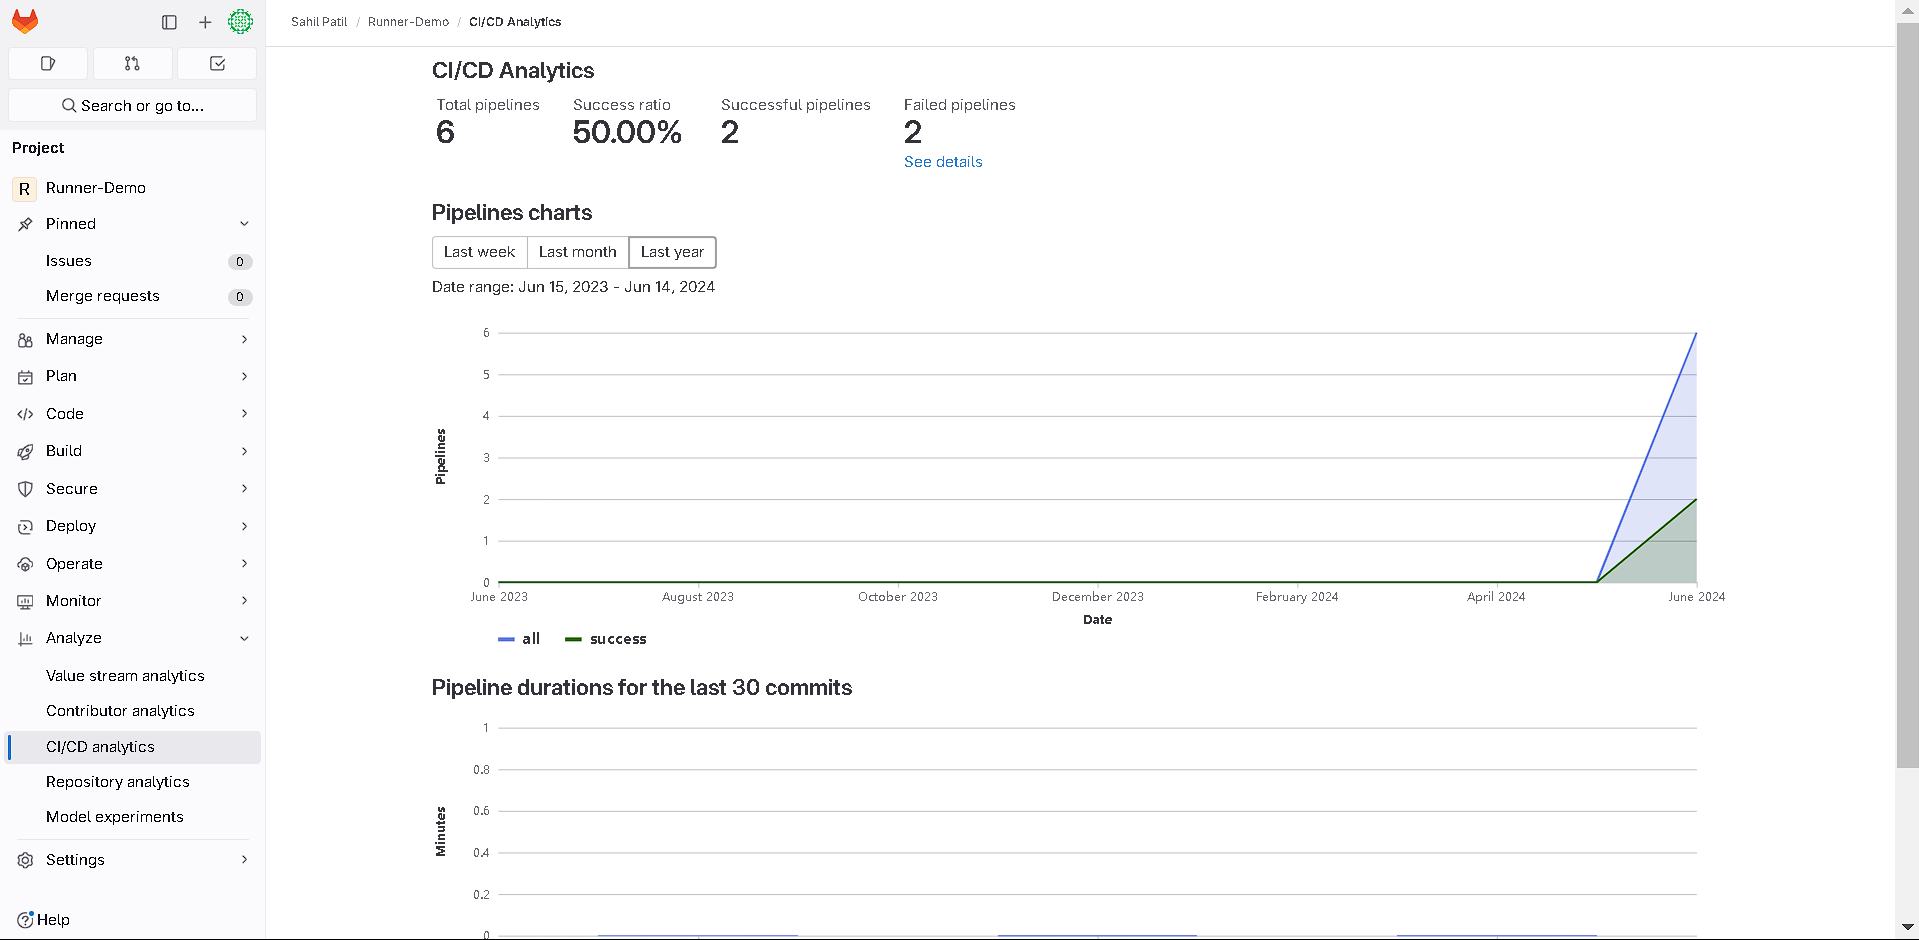 Sahil Patil / Runner-Demo / CI/CD Analytics
Search or go to...
Project
R Runner-Demo
Pinned
Issues 0
Merge requests 0
Manage
Plan
Code
Build
Secure
Deploy
Operate
Monitor
Analyze
Value stream analytics
Contributor analytics
CI/CD analytics
Repository analytics
Model experiments
Settings
Help
CI/CD Analytics
Total pipelines Success ratio Successful pipelines Failed pipelines
6 50.00% 2 2
See details
Pipelines charts
Last week Last month Last year
Date range: Jun 15, 2023 - Jun 14, 2024
6
5
4
3
2
1
0
Pipelines
June 2023 August 2023 October 2023 December 2023 February 2024 April 2024 June 2024
Date
all success
Pipeline durations for the last 30 commits
1
0.8
0.6
0.4
0.2
0
Minutes